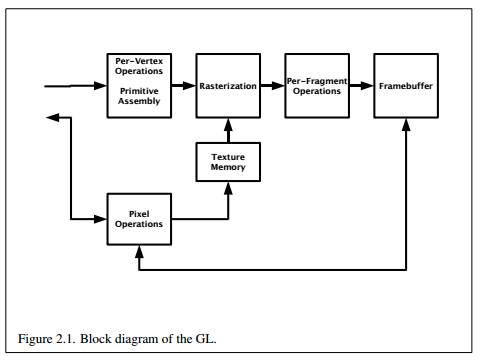 Per-Vertex
Operations
Primitive
Assembly
Rasterization
Per-Fragment
Operations
Framebuffer
Texture
Memory
Pixel
Operations
Figure 2.1. Block diagram of the GL.